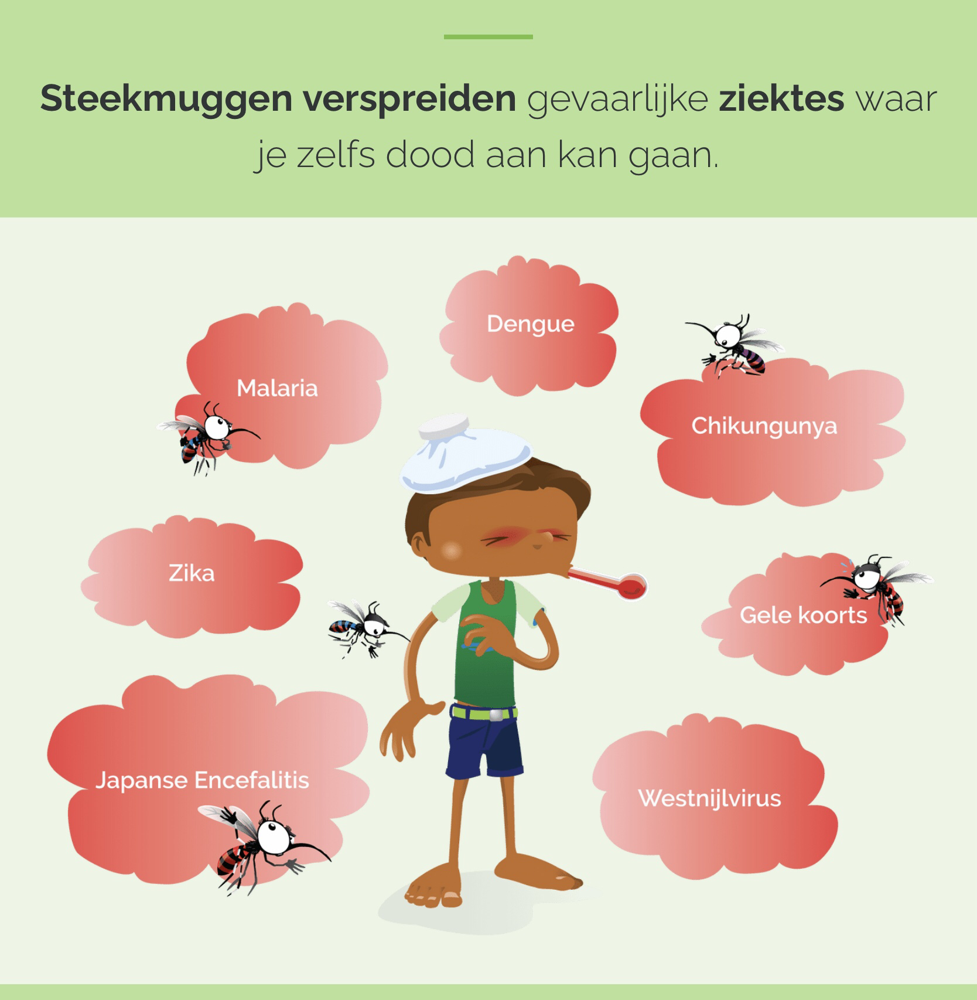 Steekmuggen verspreiden gevaarlijke ziektes waar
je zelfs dood aan kan gaan.
Dengue
Malaria
Chikungunya
Zika
Gele koorts
Japanse Encefalitis
Westnijlvirus